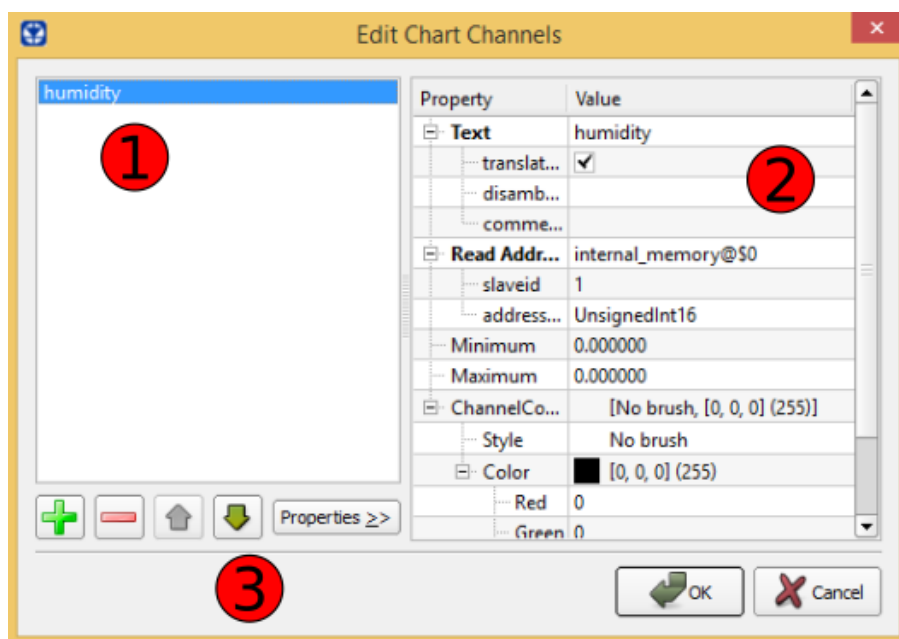 Edit Chart Channels
humidity
1
Property Value
Text humidity
translat...
2
disamb...
comme...
Read Addr... internal_memory@$0
slaveid 1
address... UnsignedInt16
Minimum 0.000000
Maximum 0.000000
ChannelCo... [No brush, [0, 0, 0] (255)]
Style No brush
Color [0, 0, 0] (255)
Red 0
Green 0
Properties >>
3
OK Cancel